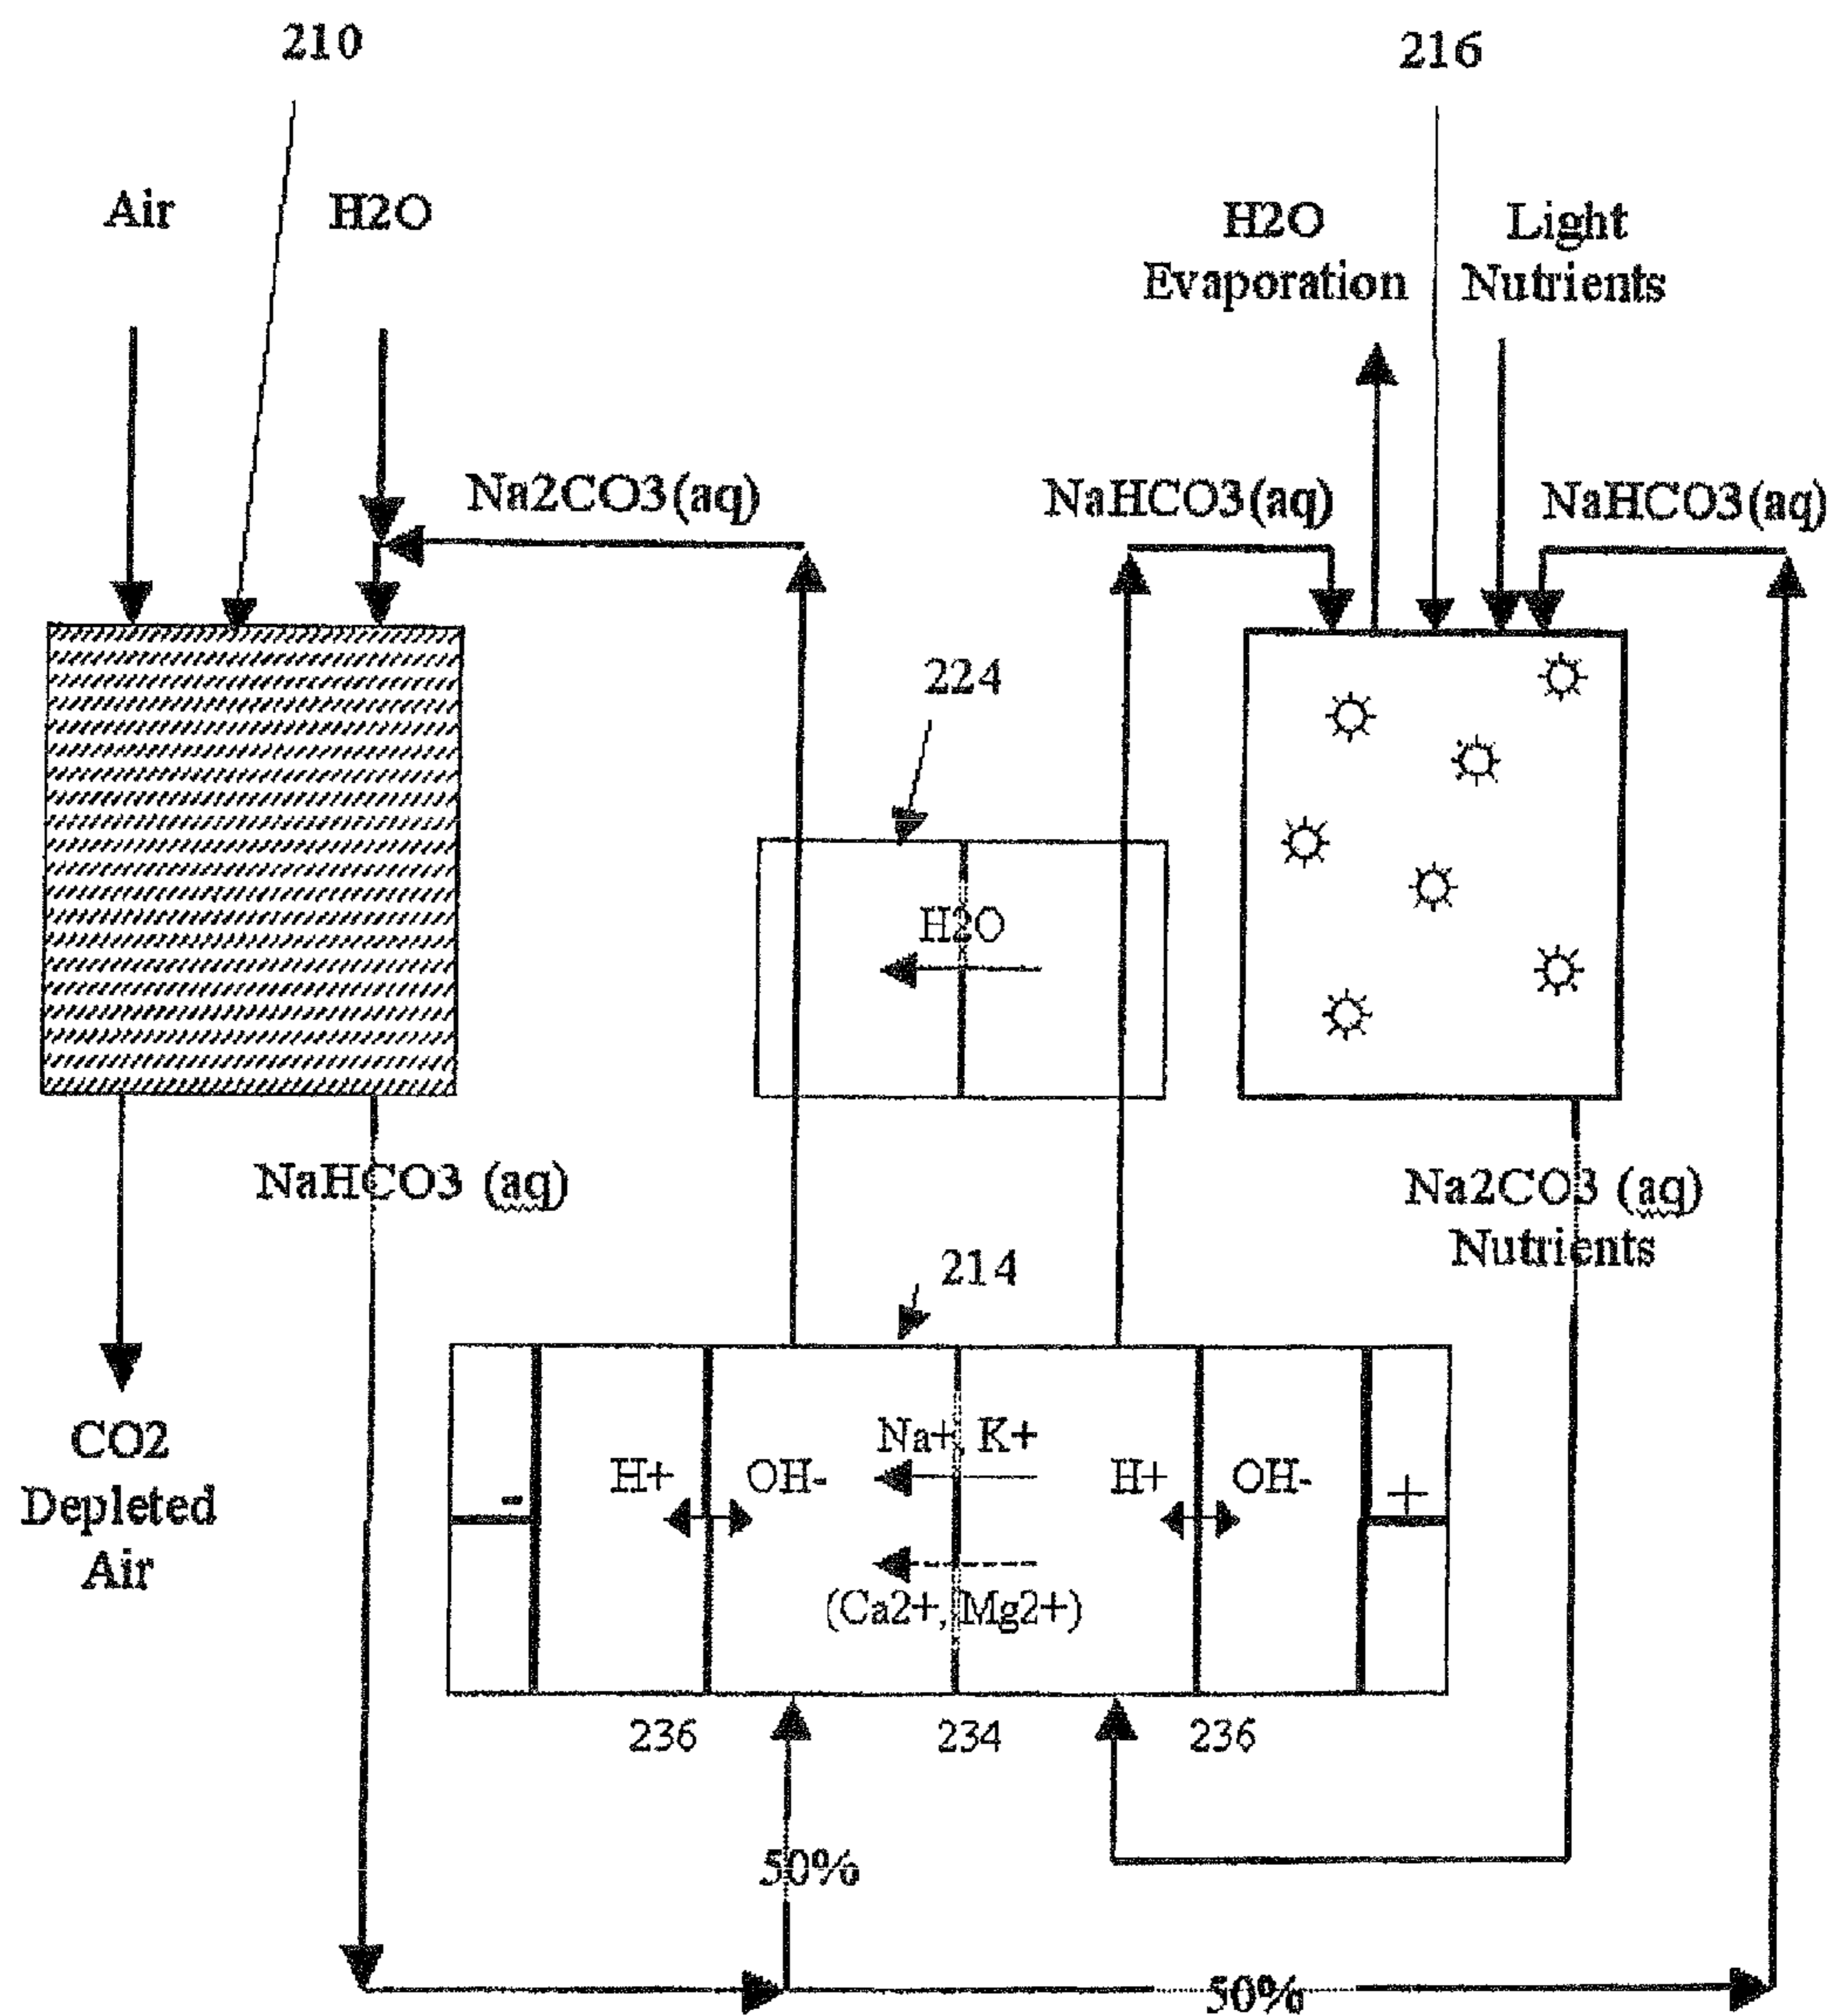 210
216
Air
H2O
H2O
Evaporation
Light
Nutrients
Na2CO3(aq)
NaHCO3(aq)
NaHCO3(aq)
224
H2O
NaHCO3 (aq)
Na2CO3 (aq)
Nutrients
214
CO2
Depleted
Air
-
H+
OH-
Na+, K+
(Ca2+, Mg2+)
H+
OH-
+
236
234
236
50%
50%